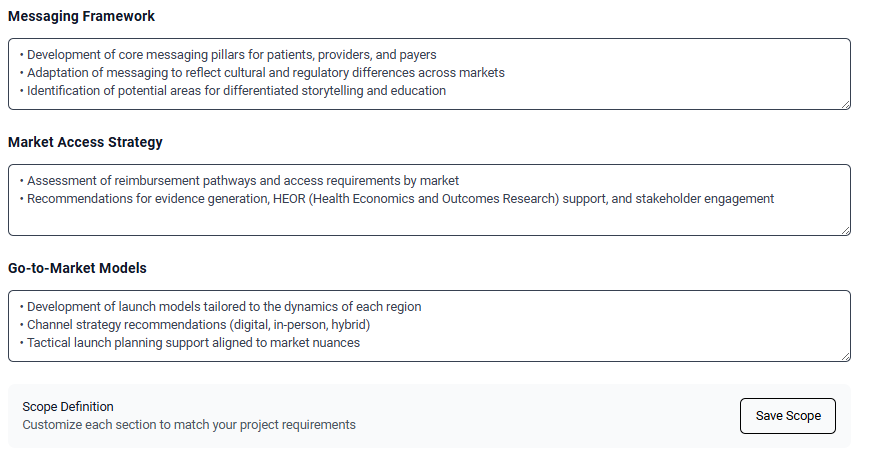 Messaging Framework
• Development of core messaging pillars for patients, providers, and payers
• Adaptation of messaging to reflect cultural and regulatory differences across markets
• Identification of potential areas for differentiated storytelling and education
Market Access Strategy
• Assessment of reimbursement pathways and access requirements by market
• Recommendations for evidence generation, HEOR (Health Economics and Outcomes Research) support, and stakeholder engagement
Go-to-Market Models
• Development of launch models tailored to the dynamics of each region
• Channel strategy recommendations (digital, in-person, hybrid)
• Tactical launch planning support aligned to market nuances
Scope Definition
Customize each section to match your project requirements
Save Scope